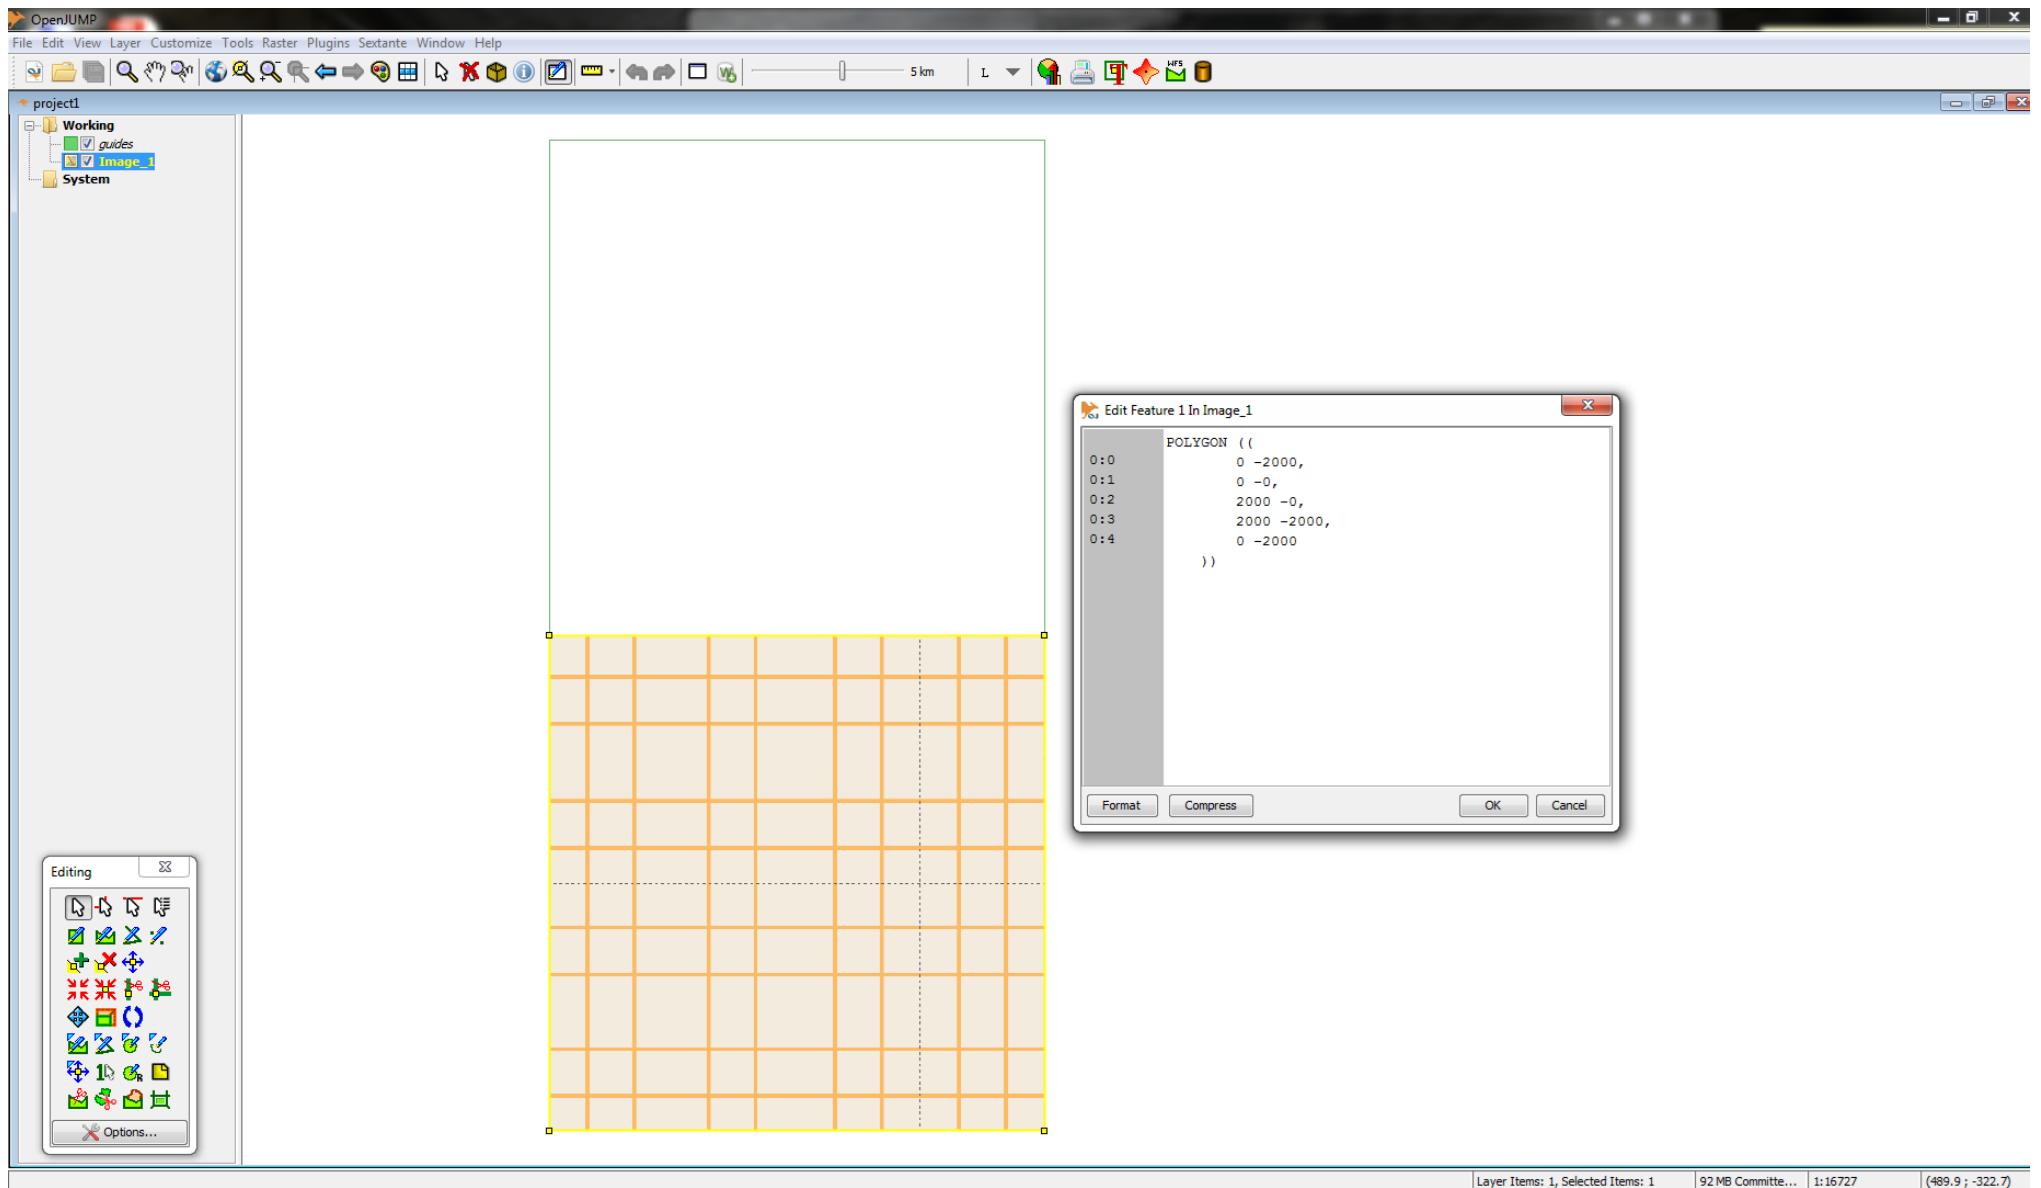 OpenJUMP
File Edit View Layer Customize Tools Raster Plugins Sextante Window Help
5 km
L
WFS
project1
Working
guides
Image_1
System
Edit Feature 1 In Image_1
POLYGON ((
0:0 0 -2000,
0:1 0 -0,
0:2 2000 -0,
0:3 2000 -2000,
0:4 0 -2000
))
Format Compress OK Cancel
Editing
Options...
Layer Items: 1, Selected Items: 1 92 MB Committe... 1:16727 (489.9 ; -322.7)